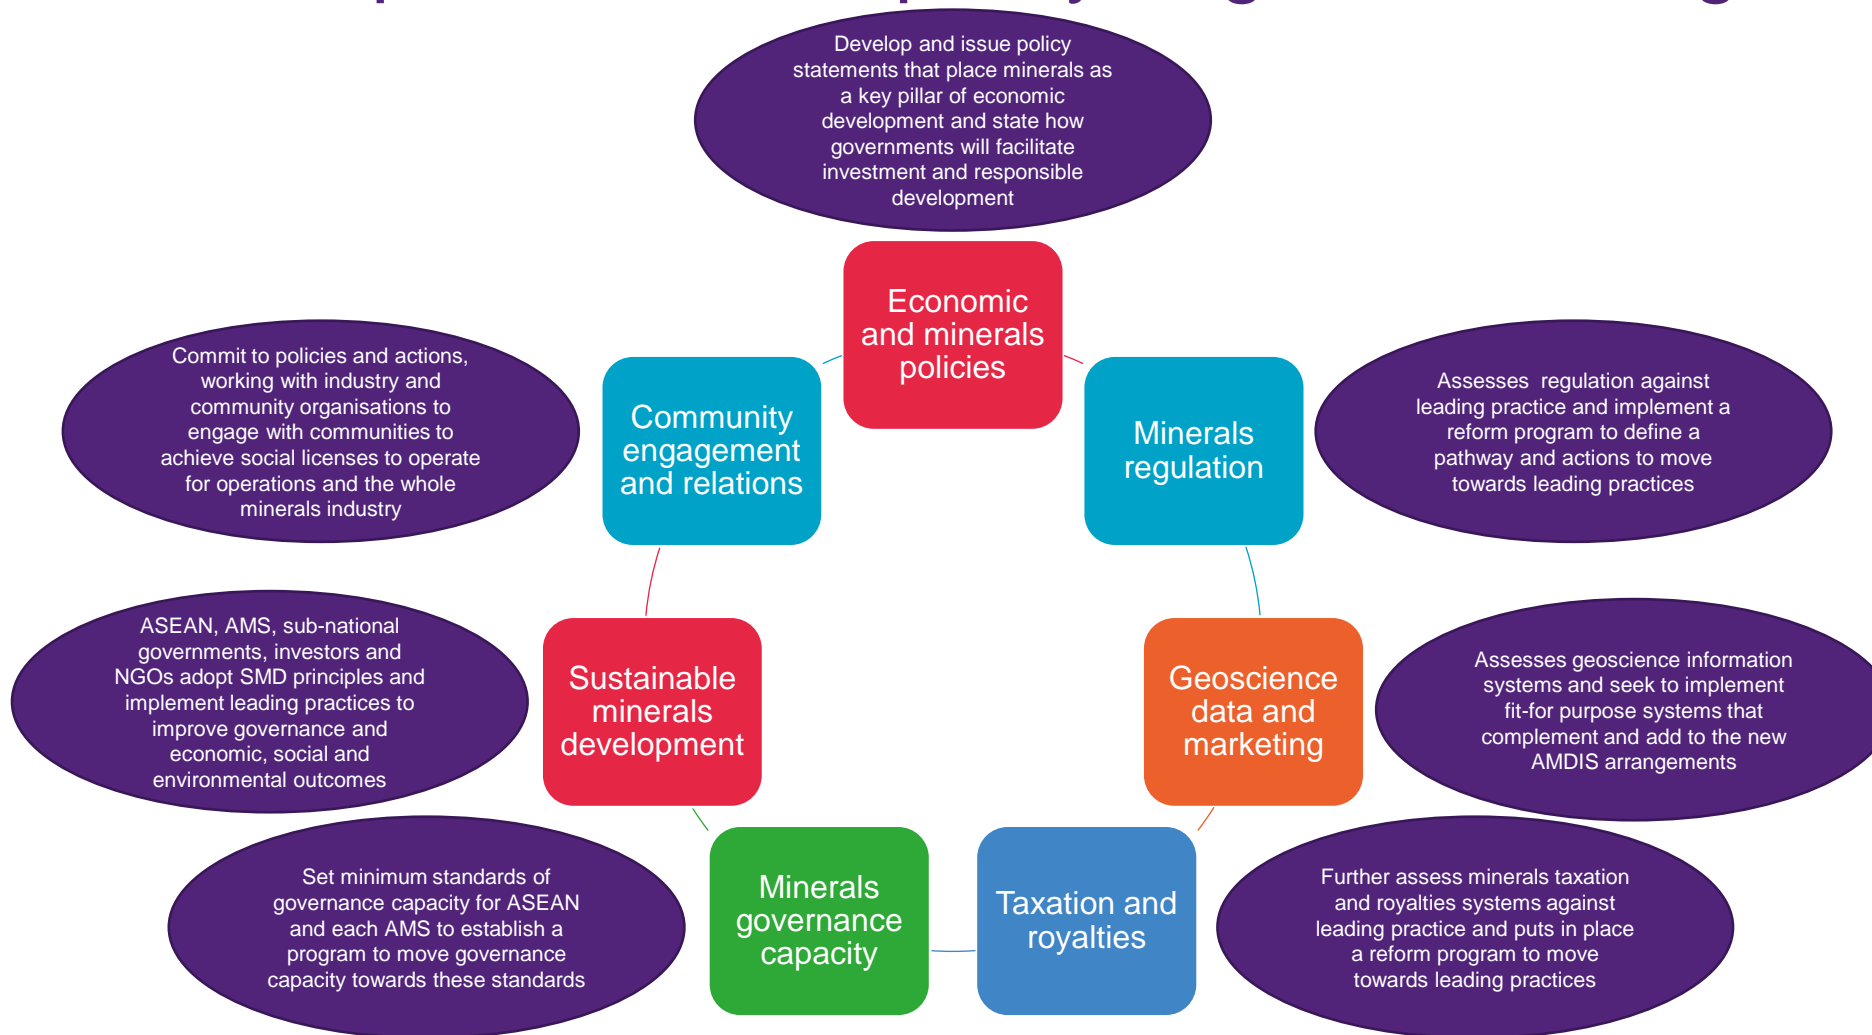 Develop and issue policy
statements that place minerals as
a key pillar of economic
development and state how
governments will facilitate
investment and responsible
development
Economic
and minerals
policies
Commit to policies and actions,
working with industry and
community organisations to
engage with communities to
achieve social licenses to operate
for operations and the whole
minerals industry
Community
engagement
and relations
Minerals
regulation
Assesses regulation against
leading practice and implement a
reform program to define a
pathway and actions to move
towards leading practices
ASEAN, AMS, sub-national
governments, investors and
NGOs adopt SMD principles and
implement leading practices to
improve governance and
economic, social and
environmental outcomes
Sustainable
minerals
development
Geoscience
data and
marketing
Assesses geoscience information
systems and seek to implement
fit-for purpose systems that
complement and add to the new
AMDIS arrangements
Set minimum standards of
governance capacity for ASEAN
and each AMS to establish a
program to move governance
capacity towards these standards
Minerals
governance
capacity
Taxation and
royalties
Further assess minerals taxation
and royalties systems against
leading practice and puts in place
a reform program to move
towards leading practices